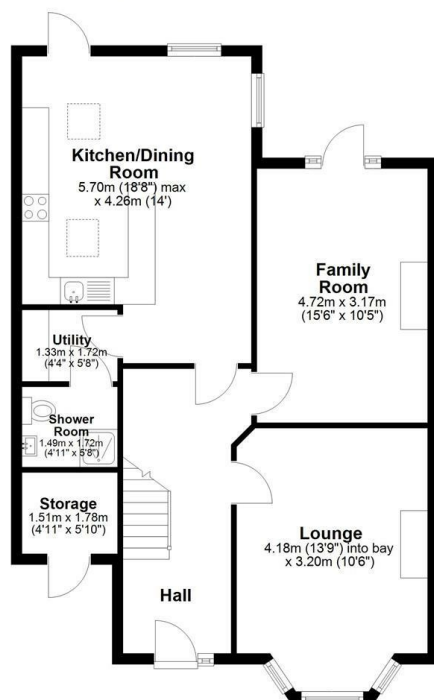 Kitchen/Dining
Room
5.70m (18'8") max
x 4.26m (14')
Family
Room
4.72m x 3.17m
(15'6" x 10'5")
Utility
1.33m x 1.72m
(4'4" x 5'8")
Shower
Room
1.49m x 1.72m
(4'11" x 5'8")
Storage
1.51m x 1.78m
(4'11" x 5'10")
Lounge
4.18m (13'9") into bay
x 3.20m (10'6")
Hall